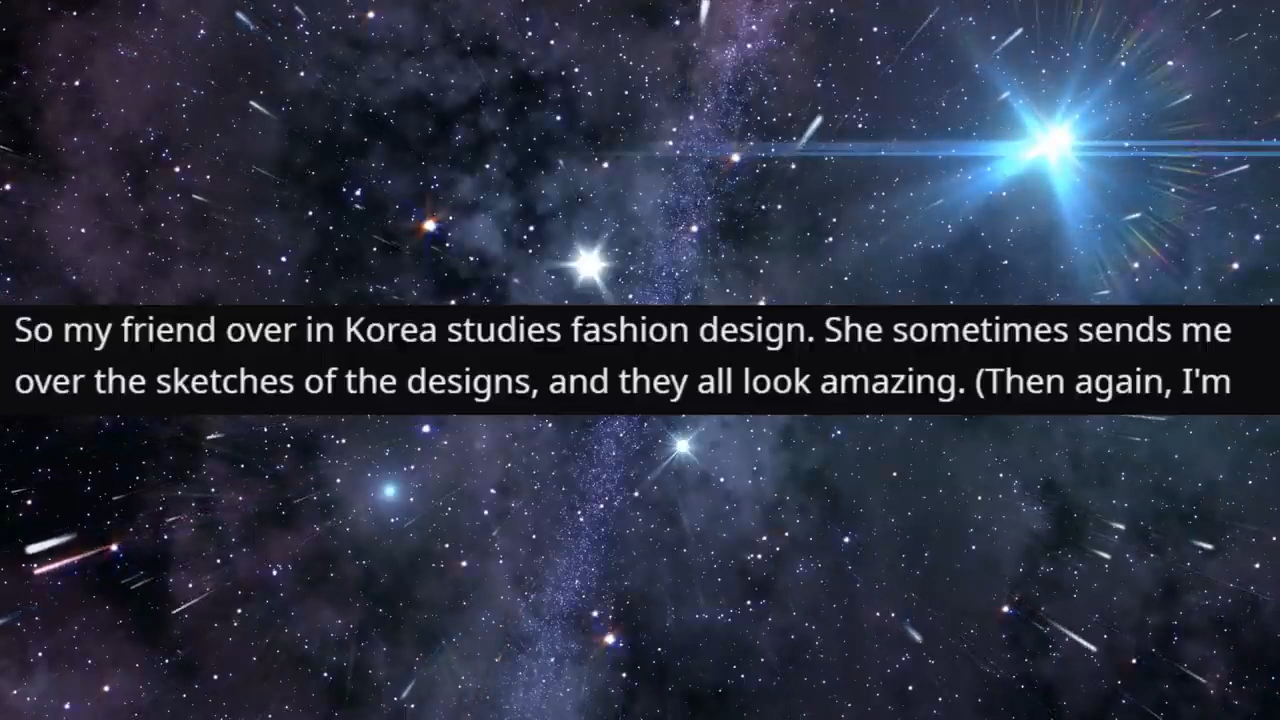 So my friend over in Korea studies fashion design. She sometimes sends me
over the sketches of the designs, and they all look amazing. (Then again, I'm